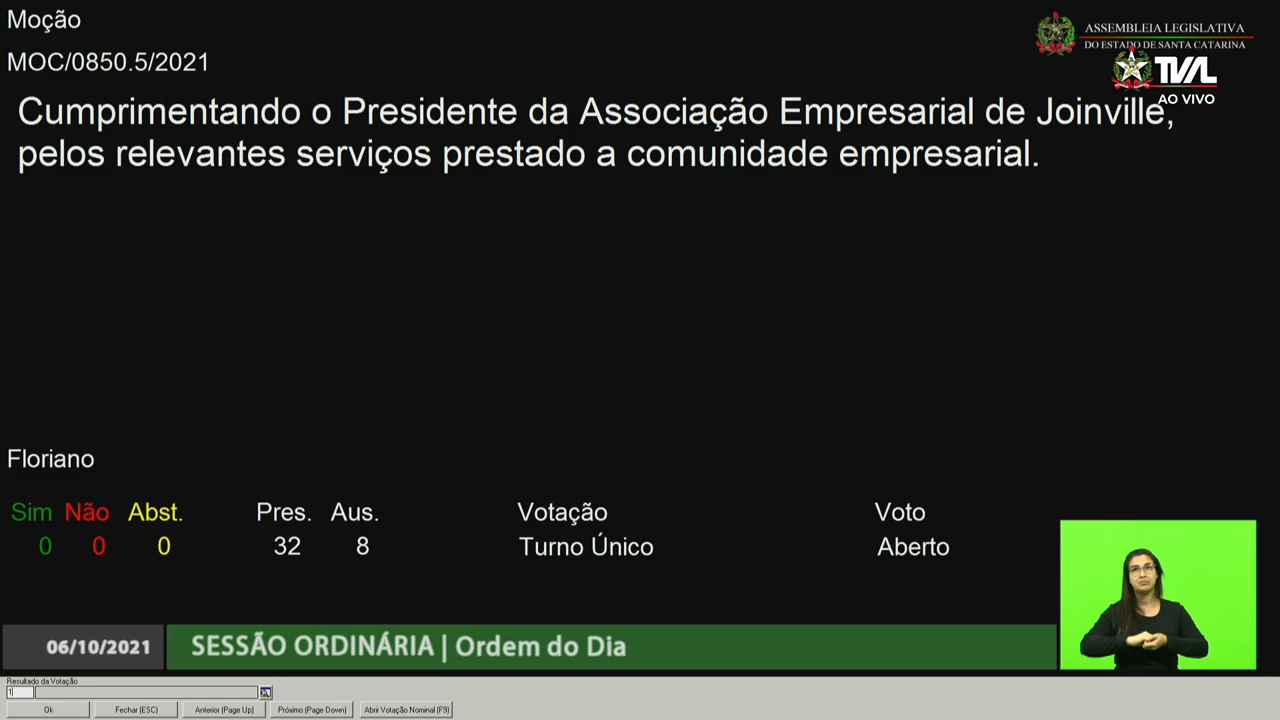 Moção
MOC/0850.5/2021
ASSEMBLEIA LEGISLATIVA
DO ESTADO DE SANTA CATARINA
TVAL
AO VIVO
Cumprimentando o Presidente da Associação Empresarial de Joinville,
pelos relevantes serviços prestado a comunidade empresarial.
Floriano
Sim Não Abst. Pres. Aus. Votação Voto
0 0 0 32 8 Turno Único Aberto
06/10/2021 SESSÃO ORDINÁRIA | Ordem do Dia
Resultado da Votação
1
Ok Fechar (ESC) Anterior (Page Up) Próximo (Page Down) Abrir Votação Nominal (F9)